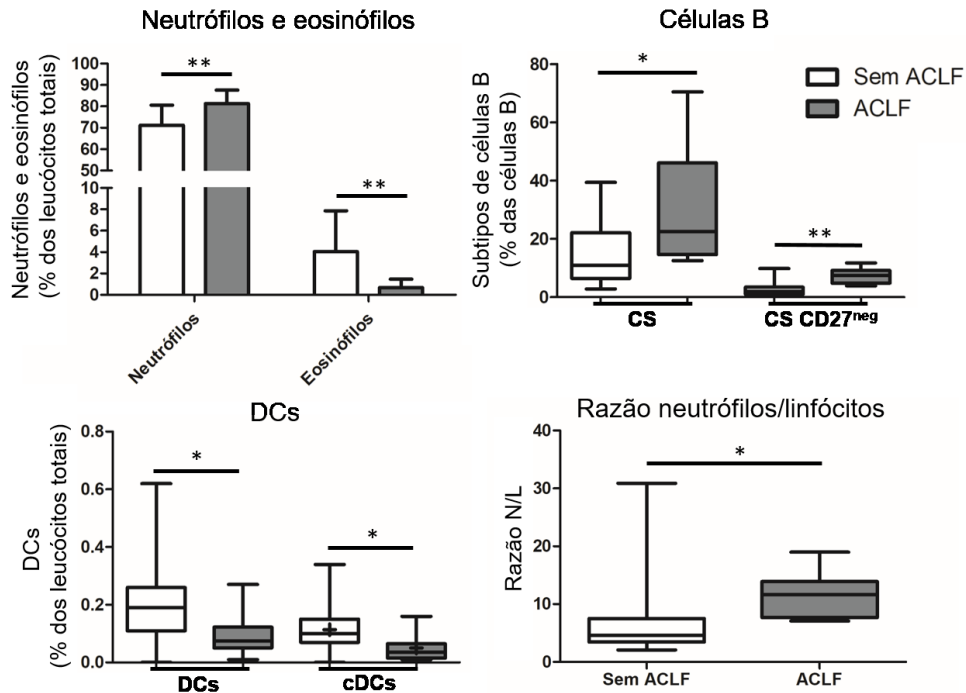 Neutrófilos e eosinófilos
Neutrófilos e eosinófilos
(% dos leucócitos totais)
100
90
80
70
60
50
10
8
6
4
2
0
**
**
Neutrófilos
Eosinófilos
Células B
Subtipos de células B
(% das células B)
80
60
40
20
0
*
**
CS
CS CD27neg
Sem ACLF
ACLF
DCs
DCs
(% dos leucócitos totais)
0.8
0.6
0.4
0.2
0.0
*
*
DCs
cDCs
Razão neutrófilos/linfócitos
Razão N/L
40
30
20
10
0
*
Sem ACLF
ACLF